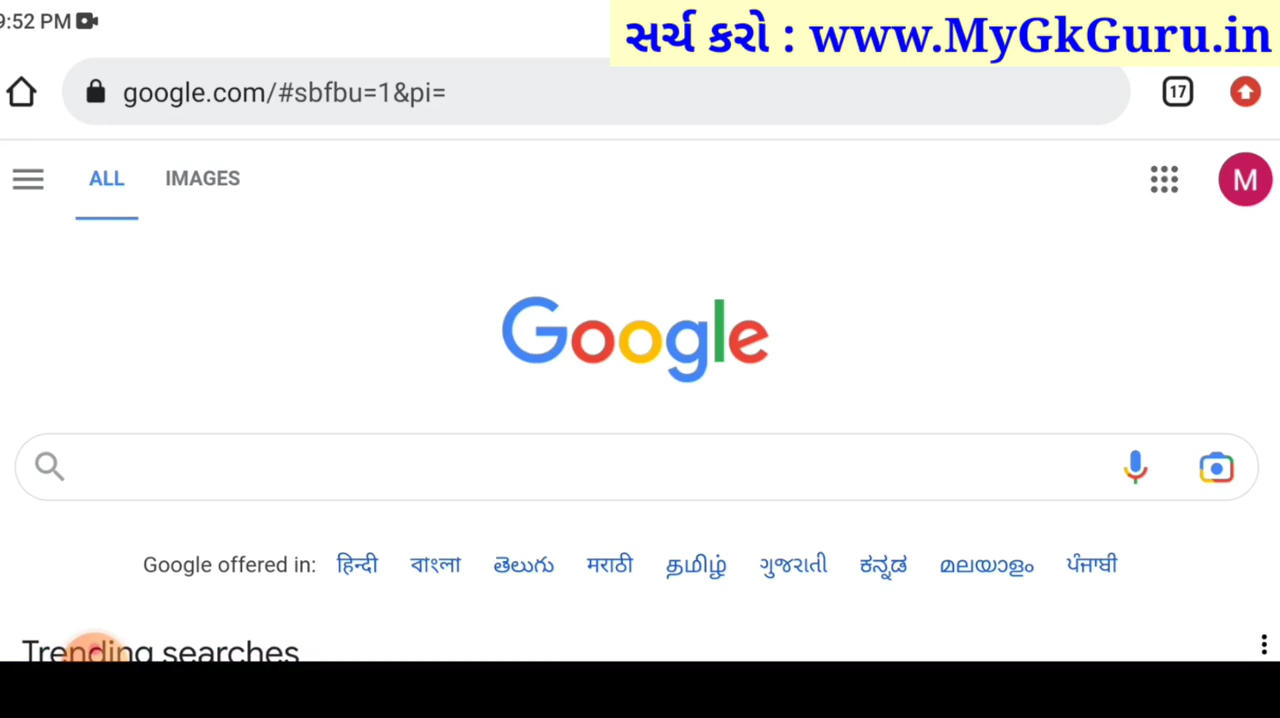 9:52 PM
સર્ચ કરો : www.MyGkGuru.in
google.com/#sbfbu=1&pi=
17
ALL IMAGES
M
Google
Google offered in: हिन्दी বাংলা తెలుగు मराठी தமிழ் ગુજરાતી ಕನ್ನಡ മലയാളം ਪੰਜਾਬੀ
Trending searches